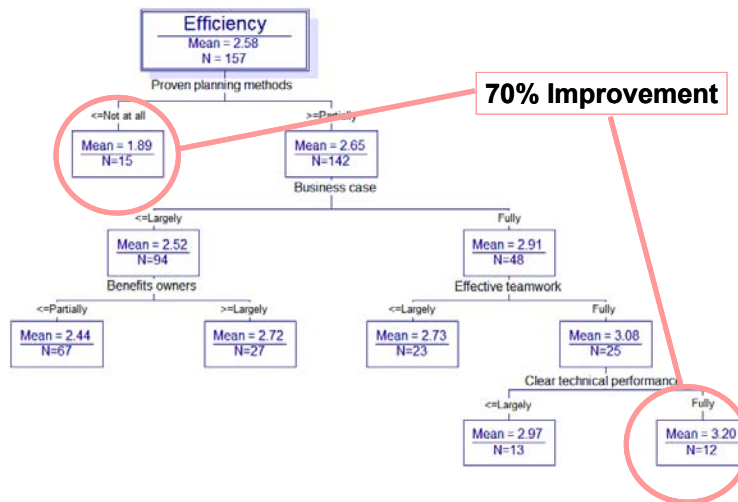 Efficiency
Mean = 2.58
N = 157
Proven planning methods
70% Improvement
<=Not at all
>=Partially
Mean = 1.89
N=15
Mean = 2.65
N=142
Business case
<=Largely
Fully
Mean = 2.52
N=94
Mean = 2.91
N=48
Benefits owners
Effective teamwork
<=Partially
>=Largely
<=Largely
Fully
Mean = 2.44
N=67
Mean = 2.72
N=27
Mean = 2.73
N=23
Mean = 3.08
N=25
Clear technical performance
<=Largely
Fully
Mean = 2.97
N=13
Mean = 3.20
N=12